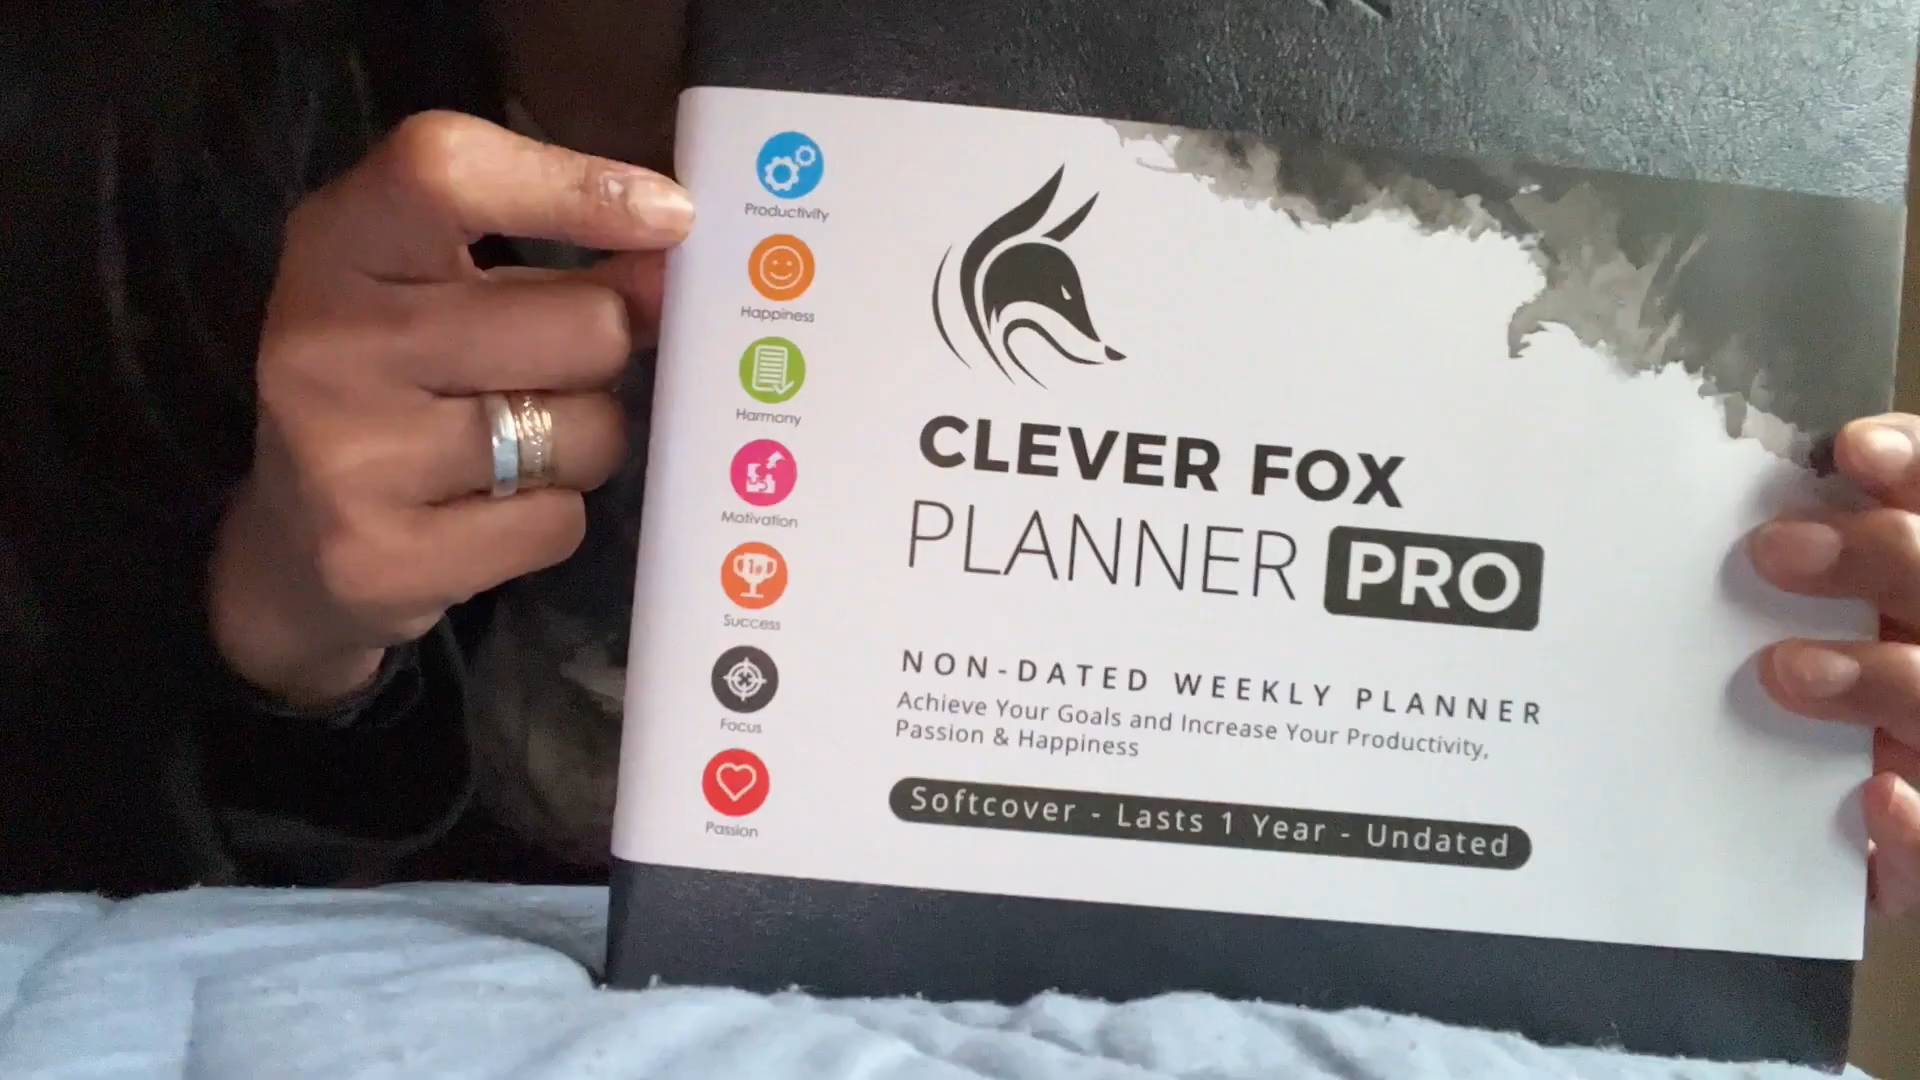 Productivity
Happiness
Harmony
Motivation
Success
Focus
Passion
CLEVER FOX
PLANNER PRO
NON-DATED WEEKLY PLANNER
Achieve Your Goals and Increase Your Productivity,
Passion & Happiness
Softcover - Lasts 1 Year - Undated